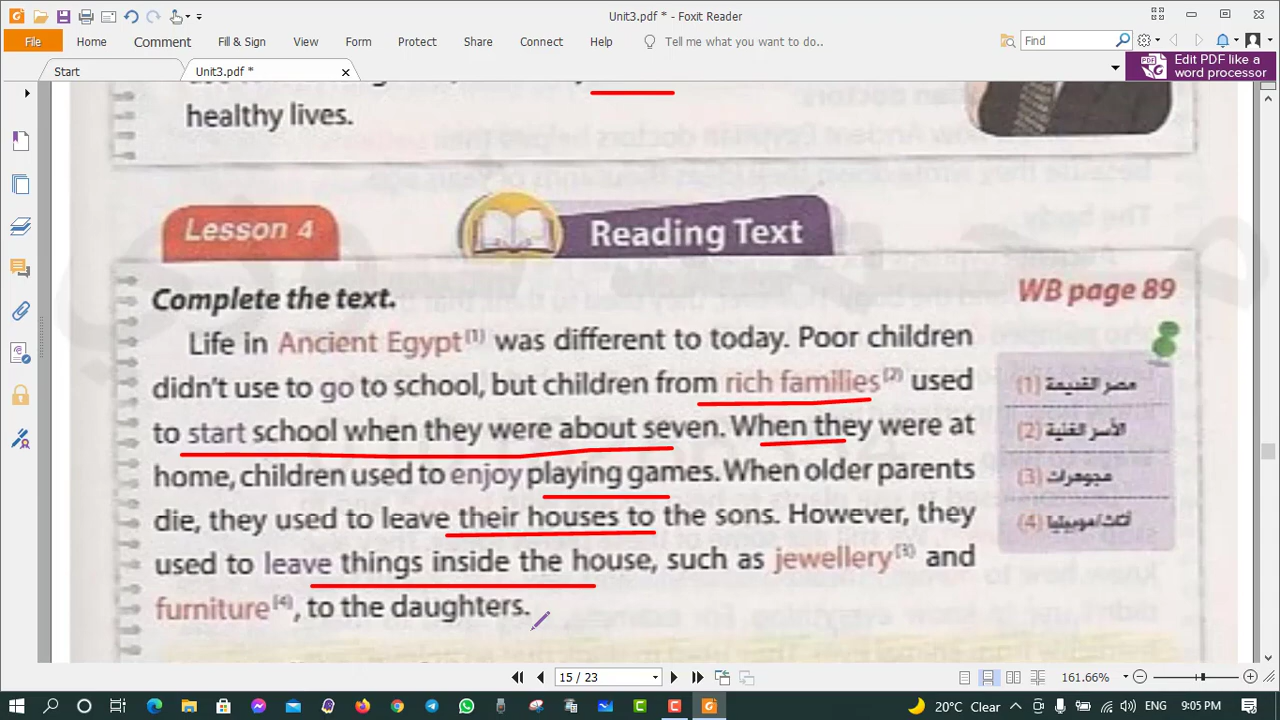 Unit3.pdf * - Foxit Reader
File
Home
Comment
Fill & Sign
View
Form
Protect
Share
Connect
Help
Tell me what you want to do..
Find
Start
Unit3.pdf *
Edit PDF like a
word processor
healthy lives.
Lesson 4
Reading Text
Complete the text.
WB page 89
Life in Ancient Egypt(1) was different to today. Poor children
didn't use to go to school, but children from rich families(2) used
to start school when they were about seven. When they were at
home, children used to enjoy playing games. When older parents
die, they used to leave their houses to the sons. However, they
used to leave things inside the house, such as jewellery(3) and
furniture(4), to the daughters.
(1) مصر القديمة
(2) الأسر الغنية
(3) مجوهرات
(4) أثاث/موبيليا
15 / 23
161.66%
20°C Clear
ENG
9:05 PM